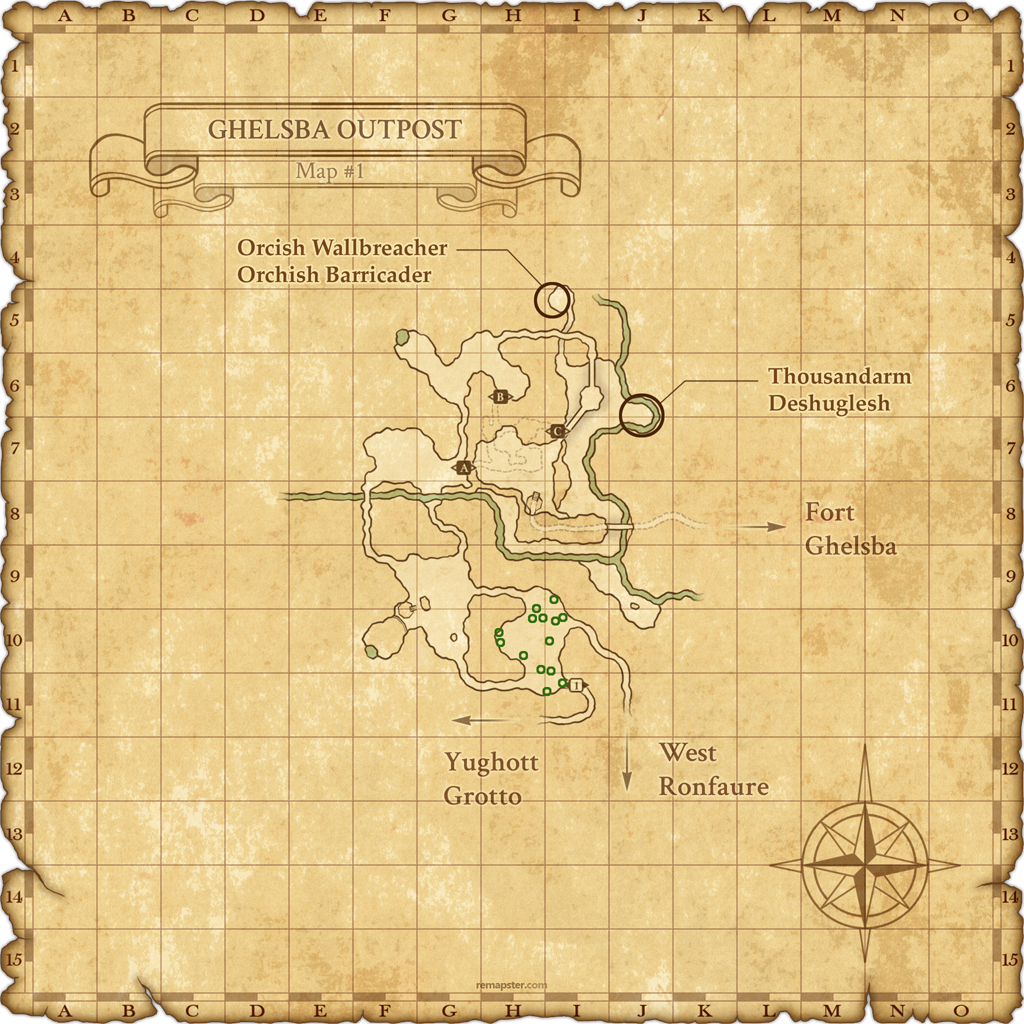 A B C D E F G H I J K L M N O
1 1
2 2
GHELSBA OUTPOST
Map #1
3 3
Orcish Wallbreacher
Orchish Barricader
4 4
5 5
6 6
Thousandarm
Deshuglesh
B
C
7 7
A
8 8
Fort
Ghelsba
9 9
10 10
1
11 11
Yughott
Grotto
West
Ronfaure
12 12
13 13
14 14
15 15
remapster.com
A B C D E F G H I J K L M N O